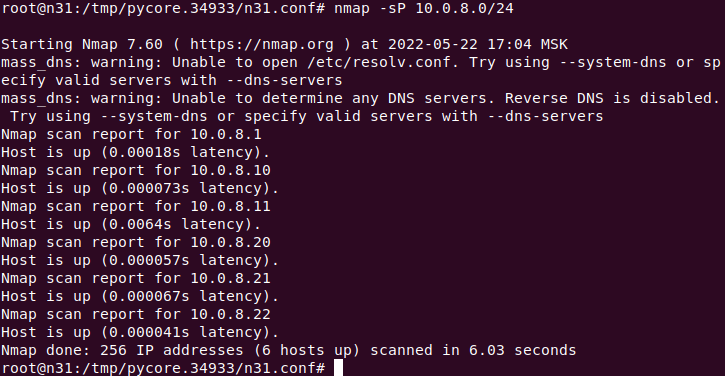 root@n31:/tmp/pycore.34933/n31.conf# nmap -sP 10.0.8.0/24
Starting Nmap 7.60 ( https://nmap.org ) at 2022-05-22 17:04 MSK
mass_dns: warning: Unable to open /etc/resolv.conf. Try using --system-dns or sp
ecify valid servers with --dns-servers
mass_dns: warning: Unable to determine any DNS servers. Reverse DNS is disabled.
 Try using --system-dns or specify valid servers with --dns-servers
Nmap scan report for 10.0.8.1
Host is up (0.00018s latency).
Nmap scan report for 10.0.8.10
Host is up (0.000073s latency).
Nmap scan report for 10.0.8.11
Host is up (0.0064s latency).
Nmap scan report for 10.0.8.20
Host is up (0.000057s latency).
Nmap scan report for 10.0.8.21
Host is up (0.000067s latency).
Nmap scan report for 10.0.8.22
Host is up (0.000041s latency).
Nmap done: 256 IP addresses (6 hosts up) scanned in 6.03 seconds
root@n31:/tmp/pycore.34933/n31.conf#